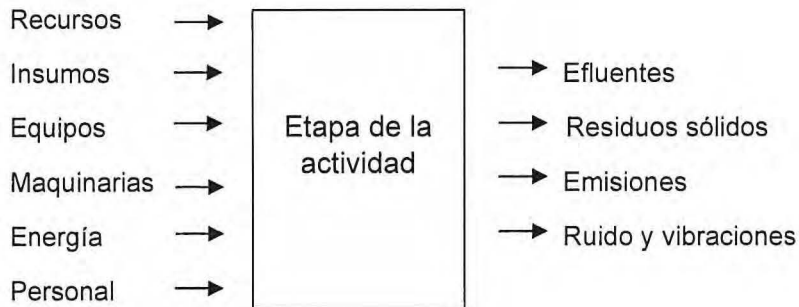 Recursos
Insumos
Equipos
Maquinarias
Energía
Personal
Etapa de la
actividad
Efluentes
Residuos sólidos
Emisiones
Ruido y vibraciones